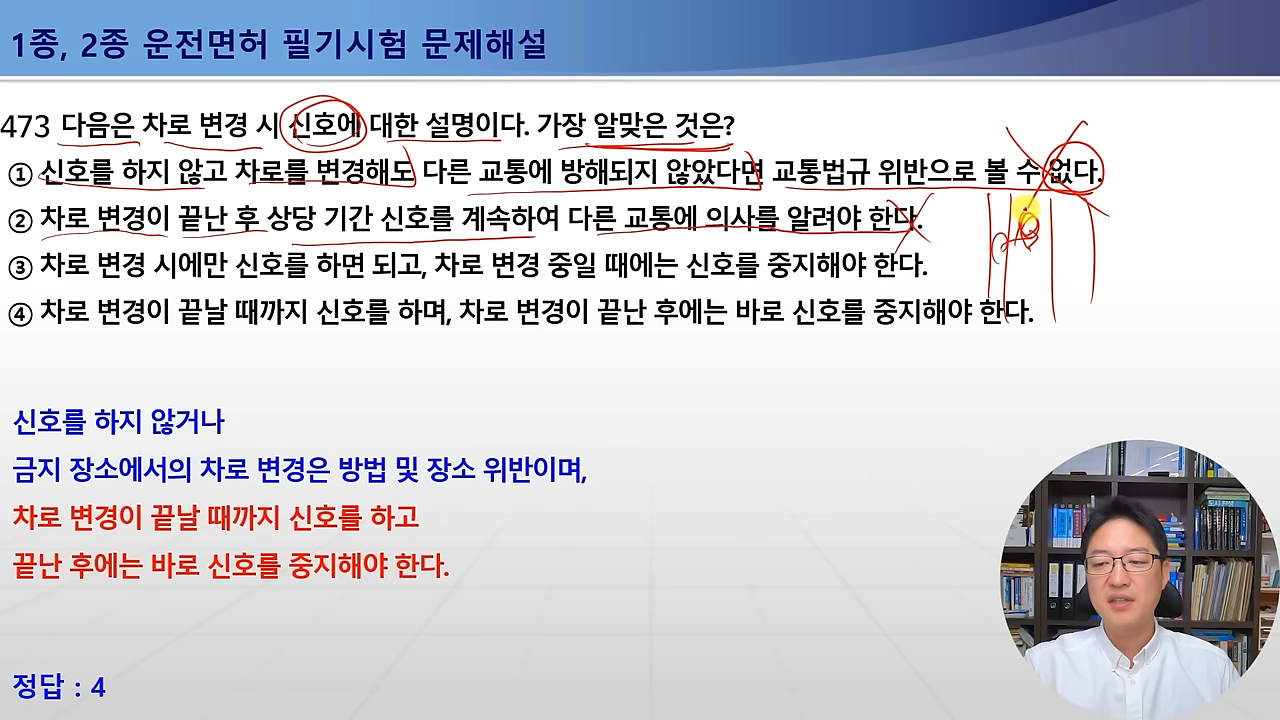 1종, 2종 운전면허 필기시험 문제해설
473 다음은 차로 변경 시 신호에 대한 설명이다. 가장 알맞은 것은?
① 신호를 하지 않고 차로를 변경해도 다른 교통에 방해되지 않았다면 교통법규 위반으로 볼 수 없다.
② 차로 변경이 끝난 후 상당 기간 신호를 계속하여 다른 교통에 의사를 알려야 한다.
③ 차로 변경 시에만 신호를 하면 되고, 차로 변경 중일 때에는 신호를 중지해야 한다.
④ 차로 변경이 끝날 때까지 신호를 하며, 차로 변경이 끝난 후에는 바로 신호를 중지해야 한다.
신호를 하지 않거나
금지 장소에서의 차로 변경은 방법 및 장소 위반이며,
차로 변경이 끝날 때까지 신호를 하고
끝난 후에는 바로 신호를 중지해야 한다.
정답 : 4